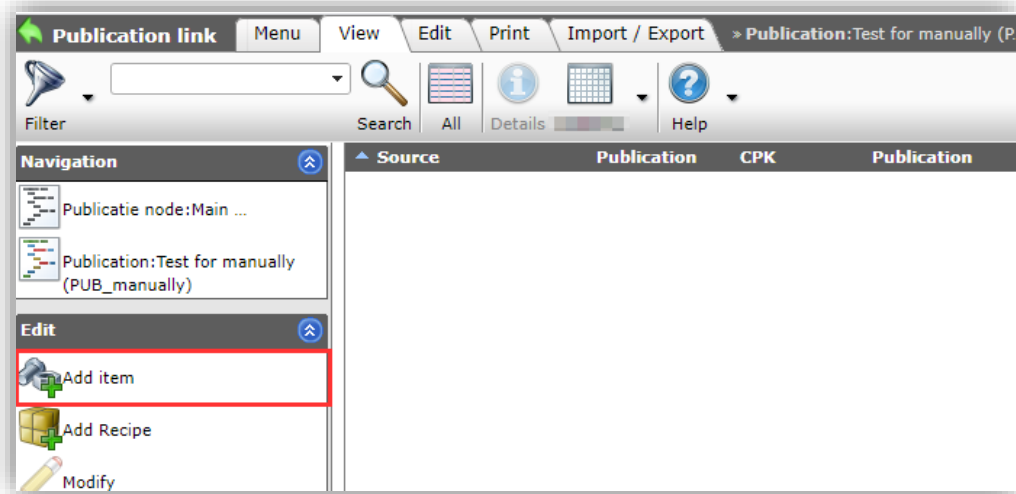 Publication link Menu View Edit Print Import / Export » Publication:Test for manually (P
Filter Search All Details Help
Navigation
Publicatie node:Main ...
Publication:Test for manually
(PUB_manually)
Edit
Add item
Add Recipe
Modify
Source Publication CPK Publication